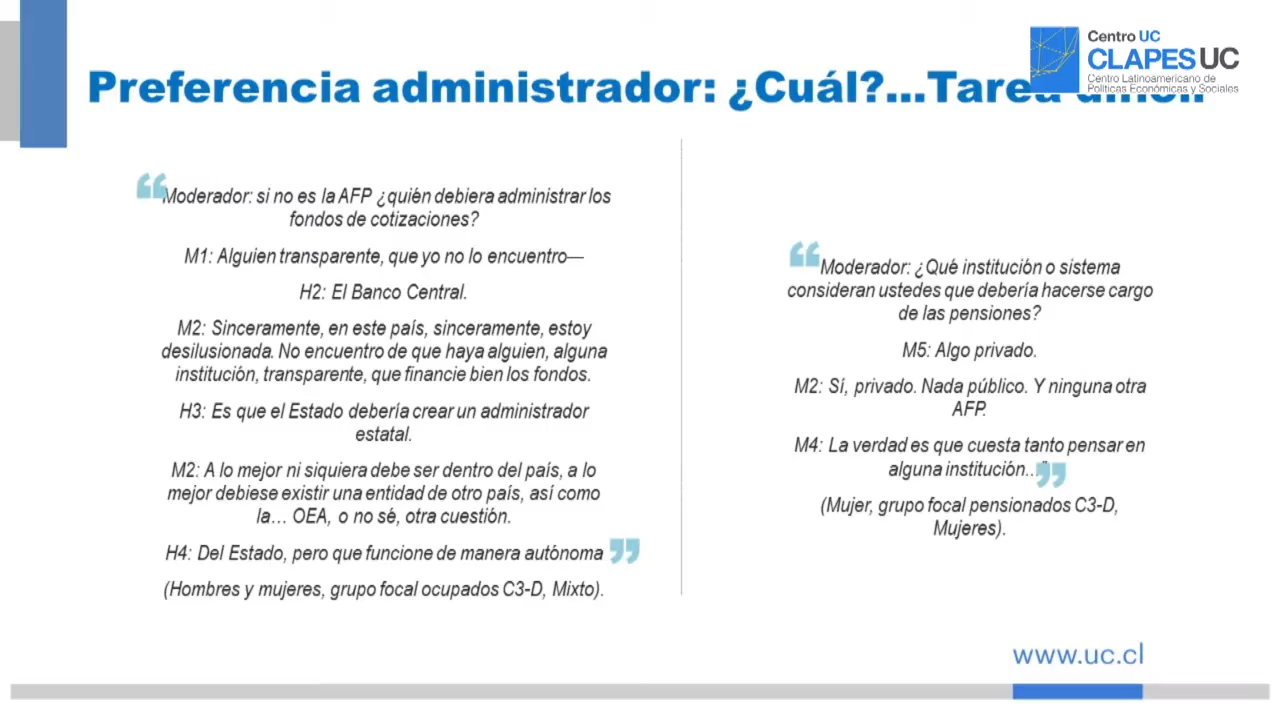 Preferencia administrador: ¿Cuál?...Tarea
Centro UC
CLAPES UC
Centro Latinoamericano de
Políticas Económicas y Sociales
“Moderador: si no es la AFP ¿quién debiera administrar los
fondos de cotizaciones?
M1: Alguien transparente, que yo no lo encuentro—
H2: El Banco Central.
M2: Sinceramente, en este país, sinceramente, estoy
desilusionada. No encuentro de que haya alguien, alguna
institución, transparente, que financie bien los fondos.
H3: Es que el Estado debería crear un administrador
estatal.
M2: A lo mejor ni siquiera debe ser dentro del país, a lo
mejor debiese existir una entidad de otro país, así como
la… OEA, o no sé, otra cuestión.
H4: Del Estado, pero que funcione de manera autónoma ”
(Hombres y mujeres, grupo focal ocupados C3-D, Mixto).
“Moderador: ¿Qué institución o sistema
consideran ustedes que debería hacerse cargo
de las pensiones?
M5: Algo privado.
M2: Sí, privado. Nada público. Y ninguna otra
AFP.
M4: La verdad es que cuesta tanto pensar en
alguna institución…”
(Mujer, grupo focal pensionados C3-D,
Mujeres).
www.uc.cl